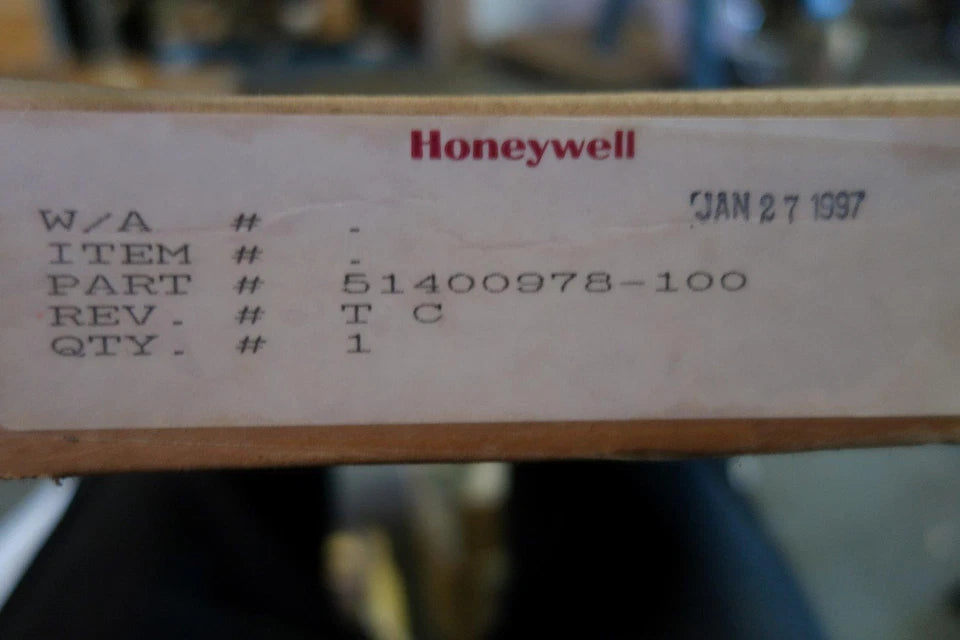 Honeywell
JAN 27 1997
W/A # .
ITEM # .
PART # 51400978-100
REV. # T C
QTY. # 1